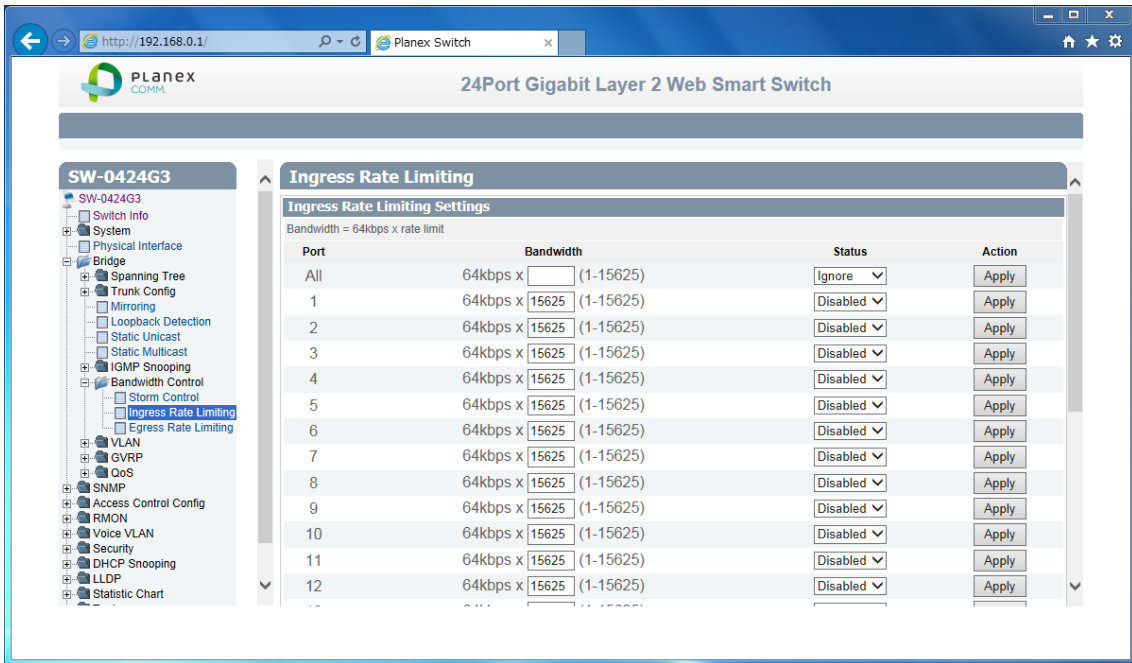 http://192.168.0.1/
Planex Switch
PLANEX
COMM.
24Port Gigabit Layer 2 Web Smart Switch
SW-0424G3
SW-0424G3
Switch Info
System
Physical Interface
Bridge
Spanning Tree
Trunk Config
Mirroring
Loopback Detection
Static Unicast
Static Multicast
IGMP Snooping
Bandwidth Control
Storm Control
Ingress Rate Limiting
Egress Rate Limiting
VLAN
GVRP
QoS
SNMP
Access Control Config
RMON
Voice VLAN
Security
DHCP Snooping
LLDP
Statistic Chart
Ingress Rate Limiting
Ingress Rate Limiting Settings
Bandwidth = 64kbps x rate limit
Port Bandwidth Status Action
All 64kbps x (1-15625) Ignore Apply
1 64kbps x 15625 (1-15625) Disabled Apply
2 64kbps x 15625 (1-15625) Disabled Apply
3 64kbps x 15625 (1-15625) Disabled Apply
4 64kbps x 15625 (1-15625) Disabled Apply
5 64kbps x 15625 (1-15625) Disabled Apply
6 64kbps x 15625 (1-15625) Disabled Apply
7 64kbps x 15625 (1-15625) Disabled Apply
8 64kbps x 15625 (1-15625) Disabled Apply
9 64kbps x 15625 (1-15625) Disabled Apply
10 64kbps x 15625 (1-15625) Disabled Apply
11 64kbps x 15625 (1-15625) Disabled Apply
12 64kbps x 15625 (1-15625) Disabled Apply